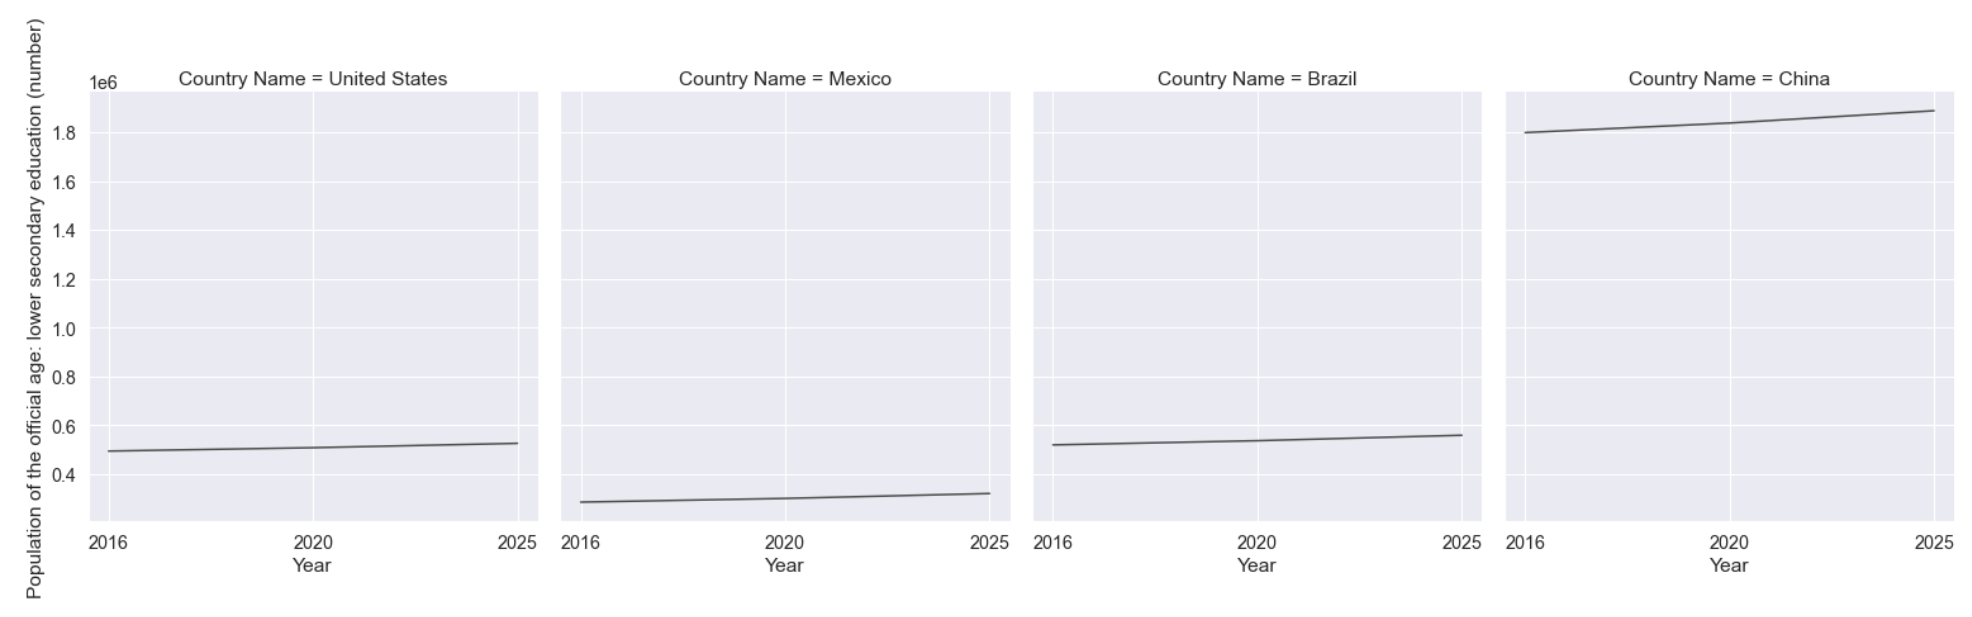 Population of the official age: lower secondary education (number)
1e6
Country Name = United States
Country Name = Mexico
Country Name = Brazil
Country Name = China
1.8
1.6
1.4
1.2
1.0
0.8
0.6
0.4
2016 2020 2025
Year
2016 2020 2025
Year
2016 2020 2025
Year
2016 2020 2025
Year